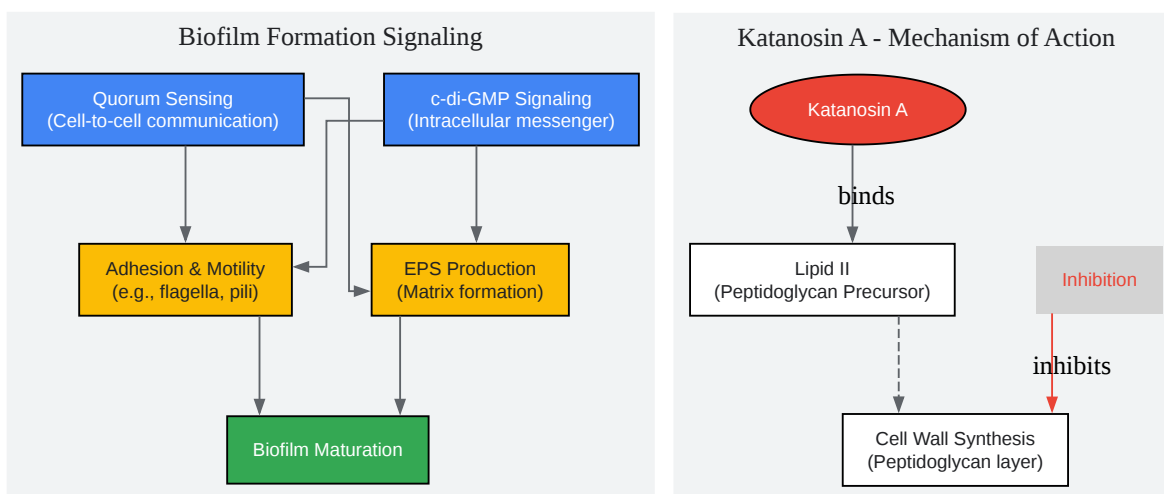 Biofilm Formation Signaling
Quorum Sensing
(Cell-to-cell communication)
c-di-GMP Signaling
(Intracellular messenger)
Adhesion & Motility
(e.g., flagella, pili)
EPS Production
(Matrix formation)
Biofilm Maturation
Katanosin A - Mechanism of Action
Katanosin A
binds
Lipid II
(Peptidoglycan Precursor)
Inhibition
inhibits
Cell Wall Synthesis
(Peptidoglycan layer)